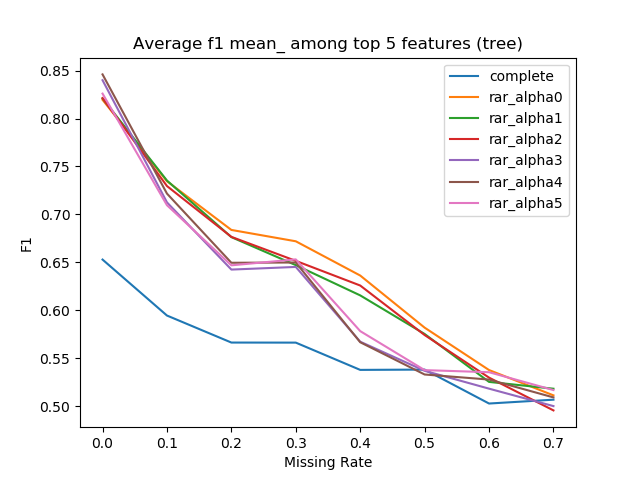 Average f1 mean_ among top 5 features (tree)
F1
0.85
0.80
0.75
0.70
0.65
0.60
0.55
0.50
complete
rar_alpha0
rar_alpha1
rar_alpha2
rar_alpha3
rar_alpha4
rar_alpha5
0.0 0.1 0.2 0.3 0.4 0.5 0.6 0.7
Missing Rate